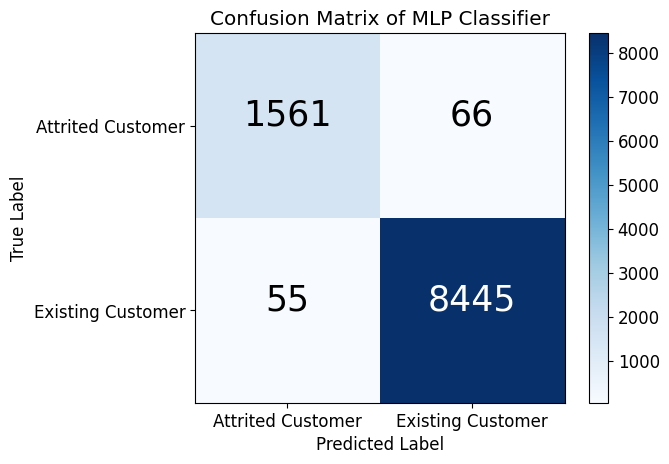 Confusion Matrix of MLP Classifier
True Label
Attrited Customer
1561
66
Existing Customer
55
8445
Attrited Customer
Existing Customer
Predicted Label
8000
7000
6000
5000
4000
3000
2000
1000